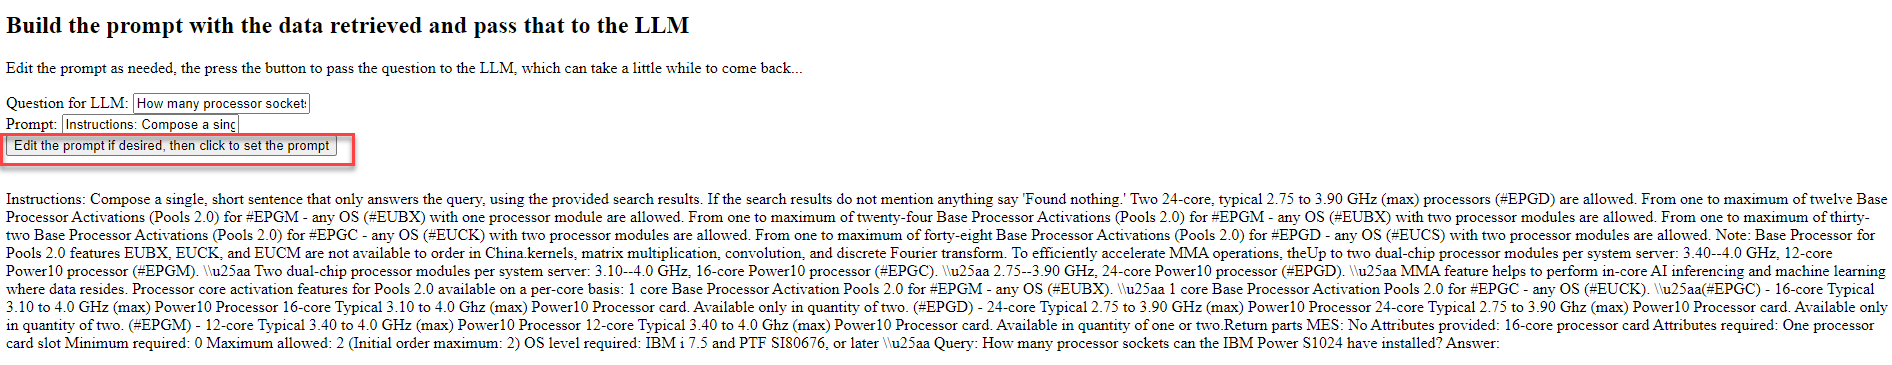 Build the prompt with the data retrieved and pass that to the LLM
Edit the prompt as needed, the press the button to pass the question to the LLM, which can take a little while to come back...
Question for LLM: How many processor sockets
Prompt: Instructions: Compose a sing
Edit the prompt if desired, then click to set the prompt
Instructions: Compose a single, short sentence that only answers the query, using the provided search results. If the search results do not mention anything say 'Found nothing.' Two 24-core, typical 2.75 to 3.90 GHz (max) processors (#EPGD) are allowed. From one to maximum of twelve Base
Processor Activations (Pools 2.0) for #EPGM - any OS (#EUBX) with one processor module are allowed. From one to maximum of twenty-four Base Processor Activations (Pools 2.0) for #EPGM - any OS (#EUBX) with two processor modules are allowed. From one to maximum of thirty-
two Base Processor Activations (Pools 2.0) for #EPGC - any OS (#EUCK) with two processor modules are allowed. From one to maximum of forty-eight Base Processor Activations (Pools 2.0) for #EPGD - any OS (#EUCS) with two processor modules are allowed. Note: Base Processor for
Pools 2.0 features EUBX, EUCK, and EUCM are not available to order in China.kernels, matrix multiplication, convolution, and discrete Fourier transform. To efficiently accelerate MMA operations, theUp to two dual-chip processor modules per system server: 3.40--4.0 GHz, 12-core
Power10 processor (#EPGM). \\u25aa Two dual-chip processor modules per system server: 3.10--4.0 GHz, 16-core Power10 processor (#EPGC). \\u25aa 2.75--3.90 GHz, 24-core Power10 processor (#EPGD). \\u25aa MMA feature helps to perform in-core AI inferencing and machine learning
where data resides. Processor core activation features for Pools 2.0 available on a per-core basis: 1 core Base Processor Activation Pools 2.0 for #EPGM - any OS (#EUBX). \\u25aa 1 core Base Processor Activation Pools 2.0 for #EPGC - any OS (#EUCK). \\u25aa(#EPGC) - 16-core Typical
3.10 to 4.0 GHz (max) Power10 Processor 16-core Typical 3.10 to 4.0 Ghz (max) Power10 Processor card. Available only in quantity of two. (#EPGD) - 24-core Typical 2.75 to 3.90 GHz (max) Power10 Processor 24-core Typical 2.75 to 3.90 Ghz (max) Power10 Processor card. Available only
in quantity of two. (#EPGM) - 12-core Typical 3.40 to 4.0 GHz (max) Power10 Processor 12-core Typical 3.40 to 4.0 Ghz (max) Power10 Processor card. Available in quantity of one or two.Return parts MES: No Attributes provided: 16-core processor card Attributes required: One processor
card slot Minimum required: 0 Maximum allowed: 2 (Initial order maximum: 2) OS level required: IBM i 7.5 and PTF SI80676, or later \\u25aa Query: How many processor sockets can the IBM Power S1024 have installed? Answer: